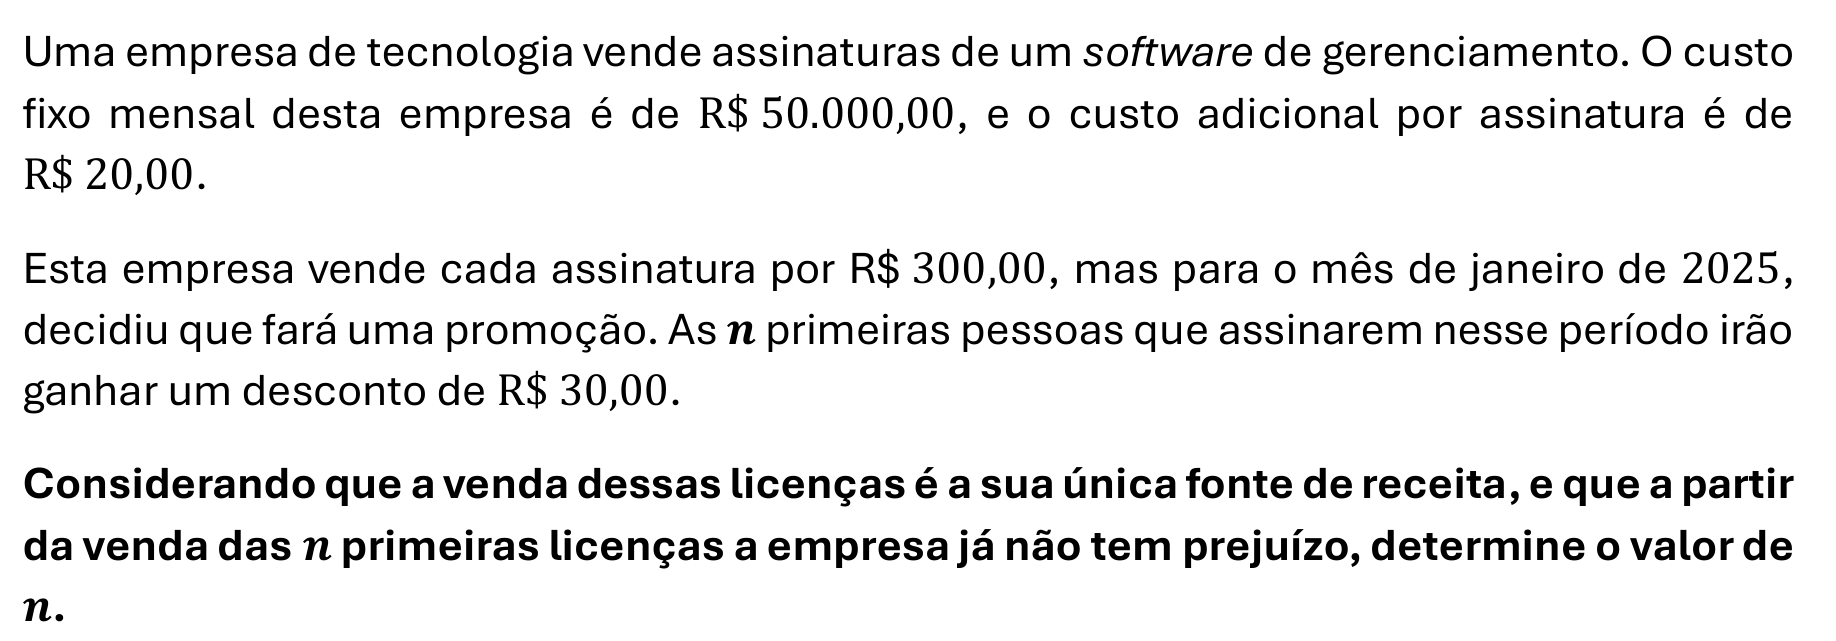 Uma empresa de tecnologia vende assinaturas de um software de gerenciamento. O custo
fixo mensal desta empresa é de R$ 50.000,00, e o custo adicional por assinatura é de
R$ 20,00.
Esta empresa vende cada assinatura por R$ 300,00, mas para o mês de janeiro de 2025,
decidiu que fará uma promoção. As n primeiras pessoas que assinarem nesse período irão
ganhar um desconto de R$ 30,00.
Considerando que a venda dessas licenças é a sua única fonte de receita, e que a partir
da venda das n primeiras licenças a empresa já não tem prejuízo, determine o valor de
n.